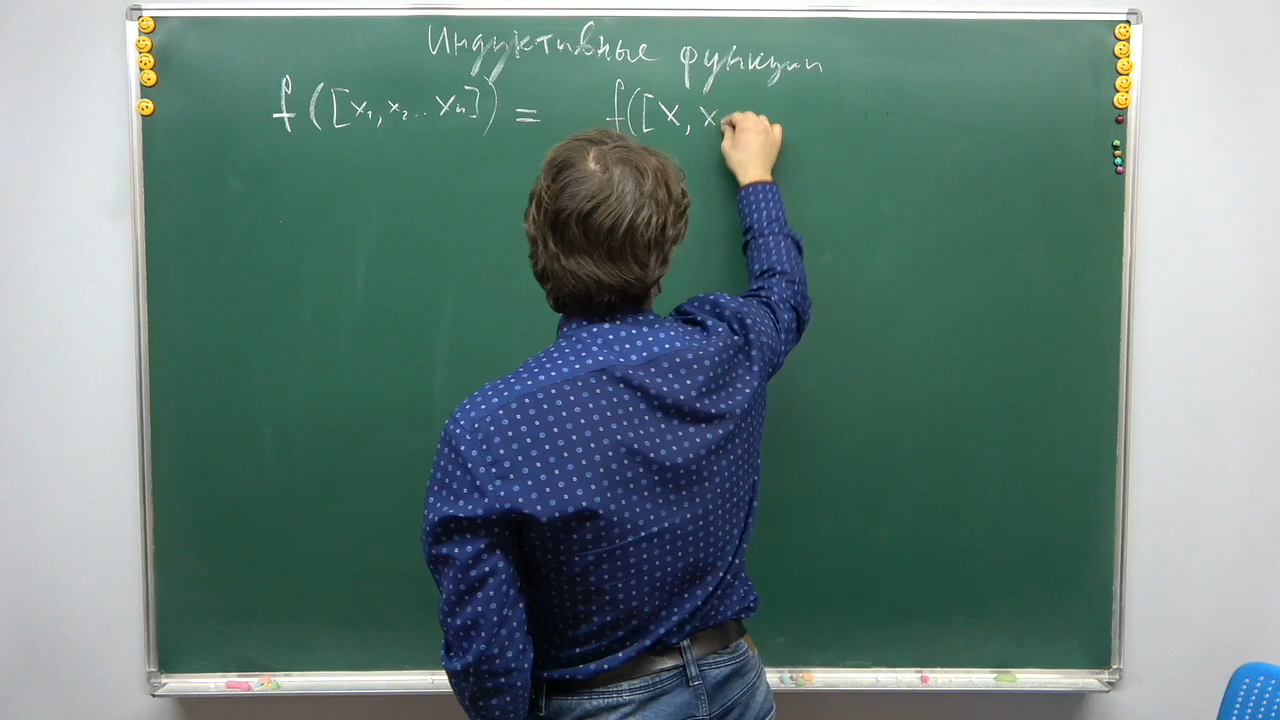 Индуктивные функции
f([x₁, x₂.. xₙ]) = f([x, x